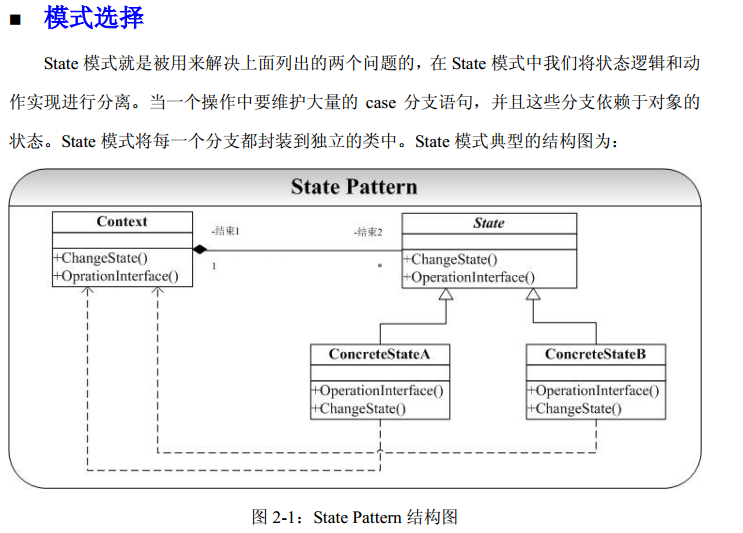 ■ 模式选择
State 模式就是被用来解决上面列出的两个问题的，在 State 模式中我们将状态逻辑和动
作实现进行分离。当一个操作中要维护大量的 case 分支语句，并且这些分支依赖于对象的
状态。State 模式将每一个分支都封装到独立的类中。State 模式典型的结构图为：
State Pattern
Context
+ChangeState()
+OprationInterface()
-结束1
1
-结束2
*
State
+ChangeState()
+OperationInterface()
ConcreteStateA
+OperationInterface()
+ChangeState()
ConcreteStateB
+OperationInterface()
+ChangeState()
图 2-1：State Pattern 结构图